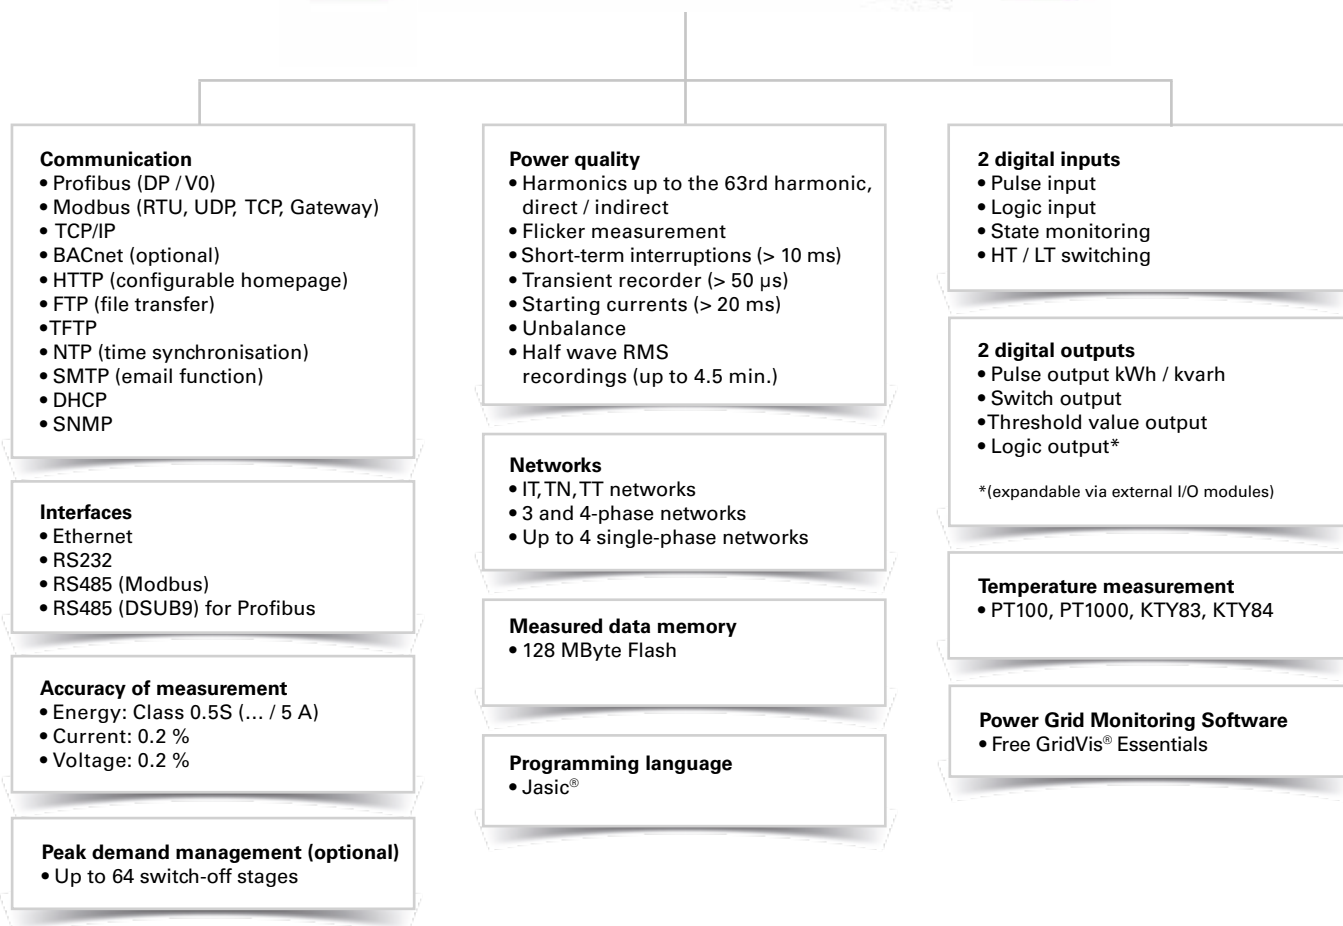 Communication
• Profibus (DP / V0)
• Modbus (RTU, UDP, TCP, Gateway)
• TCP/IP
• BACnet (optional)
• HTTP (configurable homepage)
• FTP (file transfer)
•TFTP
• NTP (time synchronisation)
• SMTP (email function)
• DHCP
• SNMP
Interfaces
• Ethernet
• RS232
• RS485 (Modbus)
• RS485 (DSUB9) for Profibus
Accuracy of measurement
• Energy: Class 0.5S (… / 5 A)
• Current: 0.2 %
• Voltage: 0.2 %
Peak demand management (optional)
• Up to 64 switch-off stages
Power quality
• Harmonics up to the 63rd harmonic,
direct / indirect
• Flicker measurement
• Short-term interruptions (> 10 ms)
• Transient recorder (> 50 µs)
• Starting currents (> 20 ms)
• Unbalance
• Half wave RMS
recordings (up to 4.5 min.)
Networks
• IT, TN, TT networks
• 3 and 4-phase networks
• Up to 4 single-phase networks
Measured data memory
• 128 MByte Flash
Programming language
• Jasic®
2 digital inputs
• Pulse input
• Logic input
• State monitoring
• HT / LT switching
2 digital outputs
• Pulse output kWh / kvarh
• Switch output
•Threshold value output
• Logic output*
*(expandable via external I/O modules)
Temperature measurement
• PT100, PT1000, KTY83, KTY84
Power Grid Monitoring Software
• Free GridVis® Essentials